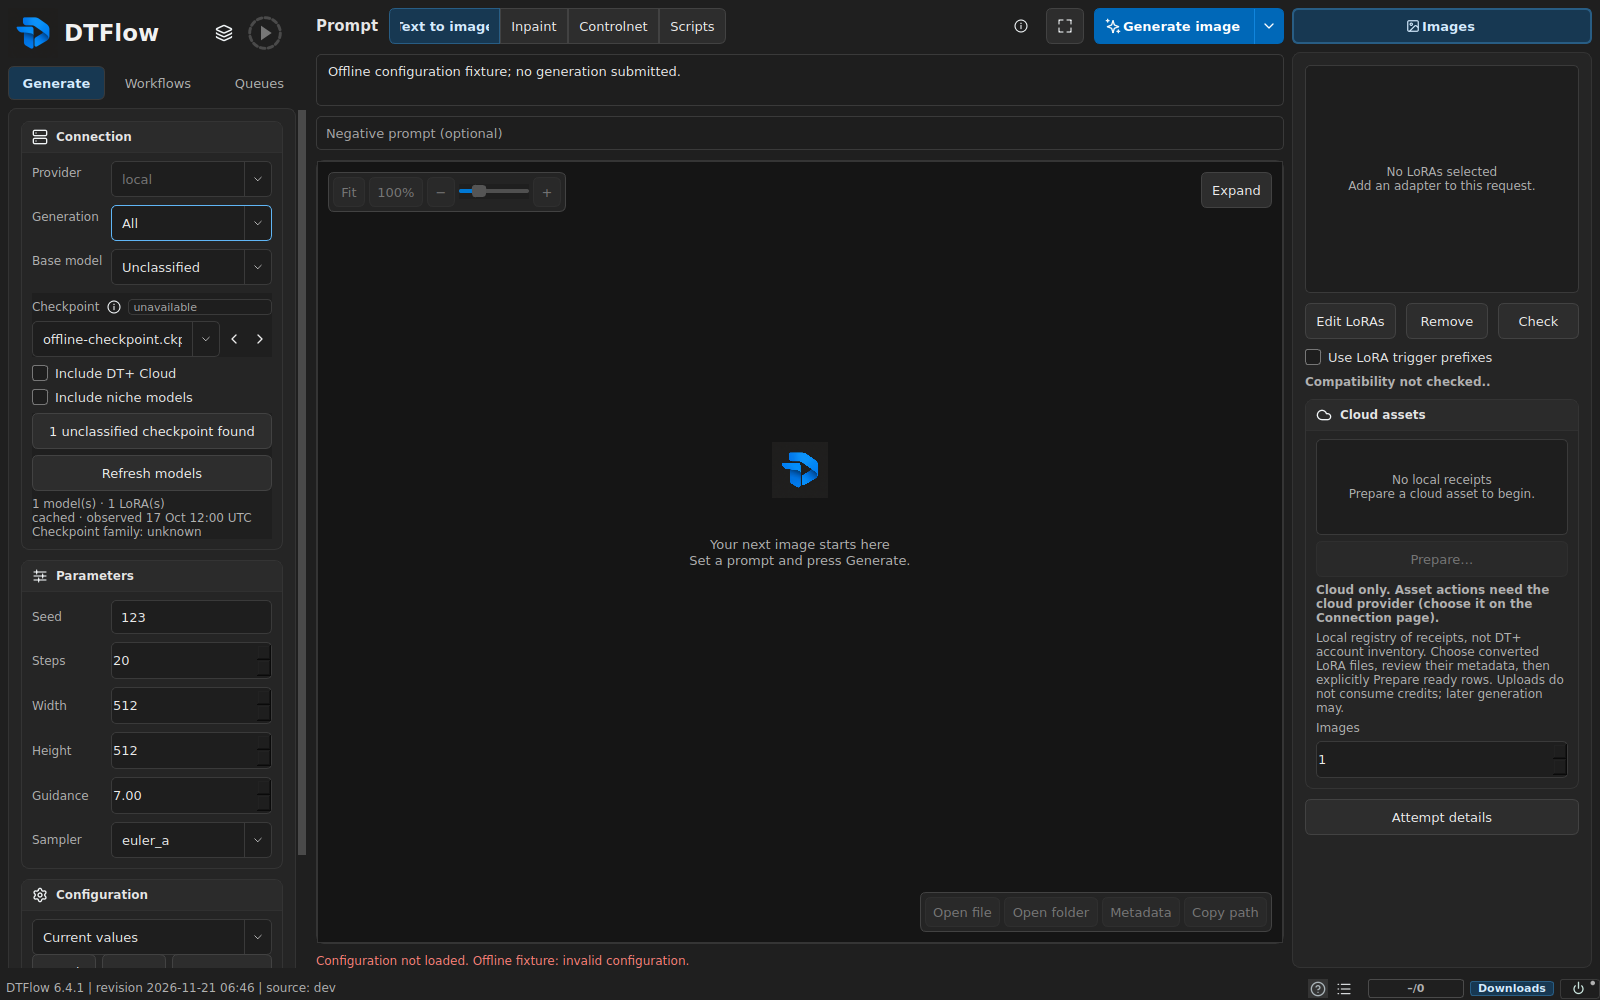 DTFlow
Generate
Workflows
Queues
Connection
Provider
local
Generation
All
Base model
Unclassified
Checkpoint
unavailable
offline-checkpoint.ckp
Include DT+ Cloud
Include niche models
1 unclassified checkpoint found
Refresh models
1 model(s) · 1 LoRA(s)
cached · observed 17 Oct 12:00 UTC
Checkpoint family: unknown
Parameters
Seed
123
Steps
20
Width
512
Height
512
Guidance
7.00
Sampler
euler_a
Configuration
Current values
Prompt
Text to image
Inpaint
Controlnet
Scripts
Generate image
Offline configuration fixture; no generation submitted.
Negative prompt (optional)
Fit
100%
−
+
Expand
Your next image starts here
Set a prompt and press Generate.
Open file
Open folder
Metadata
Copy path
Configuration not loaded. Offline fixture: invalid configuration.
Images
No LoRAs selected
Add an adapter to this request.
Edit LoRAs
Remove
Check
Use LoRA trigger prefixes
Compatibility not checked..
Cloud assets
No local receipts
Prepare a cloud asset to begin.
Prepare...
Cloud only. Asset actions need the
cloud provider (choose it on the
Connection page).
Local registry of receipts, not DT+
account inventory. Choose converted
LoRA files, review their metadata, then
explicitly Prepare ready rows. Uploads do
not consume credits; later generation
may.
Images
1
Attempt details
DTFlow 6.4.1 | revision 2026-11-21 06:46 | source: dev
-/0
Downloads